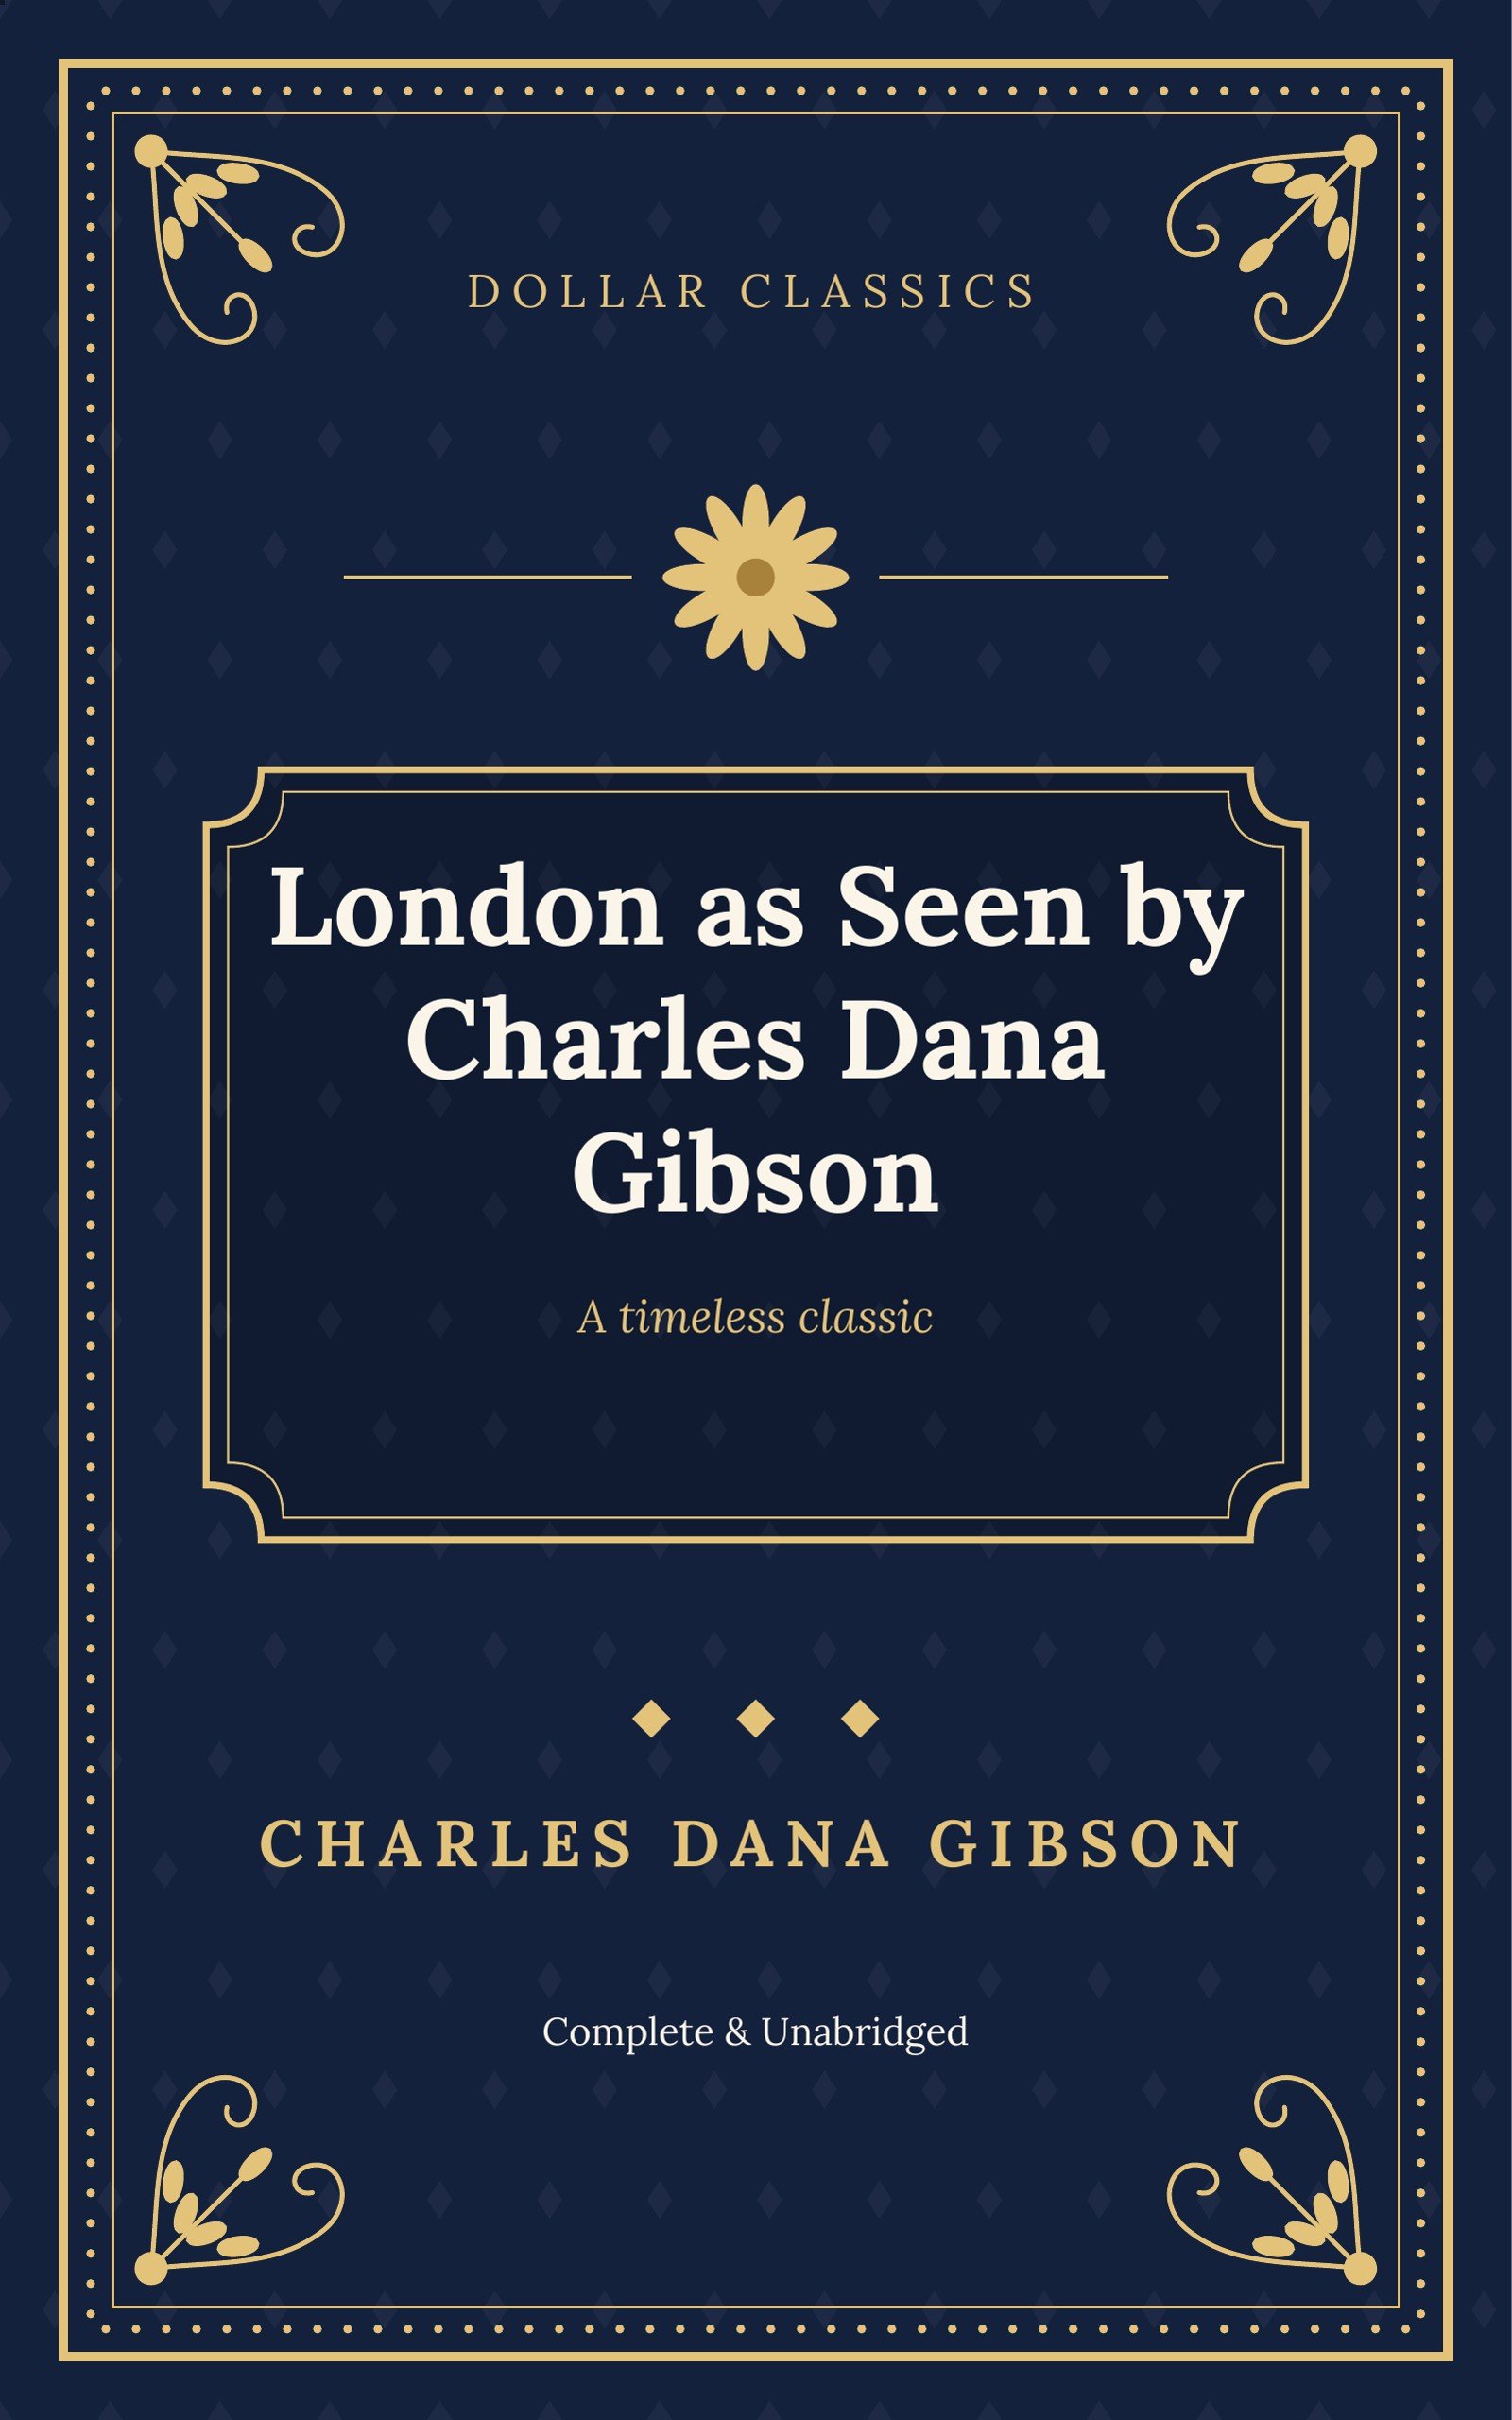 DOLLAR CLASSICS
London as Seen by
Charles Dana
Gibson
A timeless classic
CHARLES DANA GIBSON
Complete & Unabridged